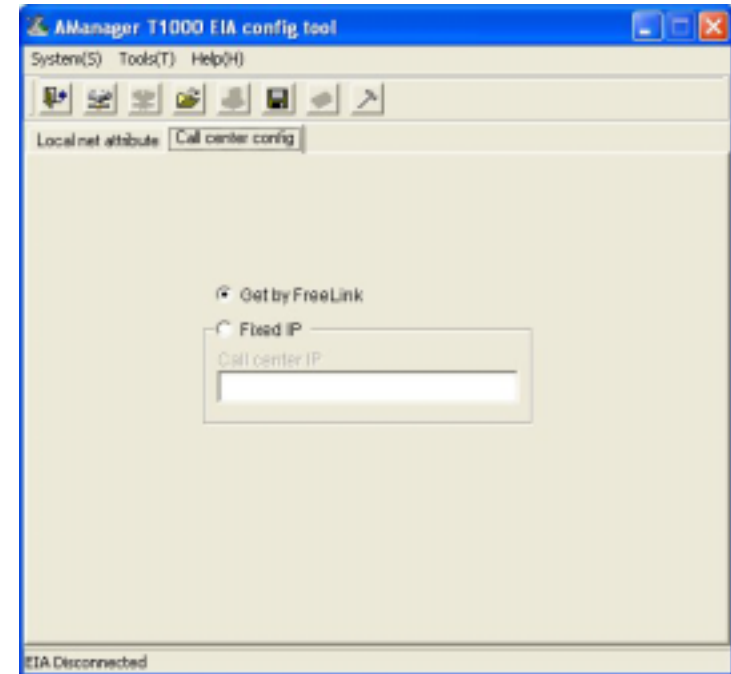 AManager T1000 EIA config tool
System(S) Tools(T) Help(H)
Local net attribute Call center config
Get by FreeLink
Fixed IP
Call center IP
EIA Disconnected